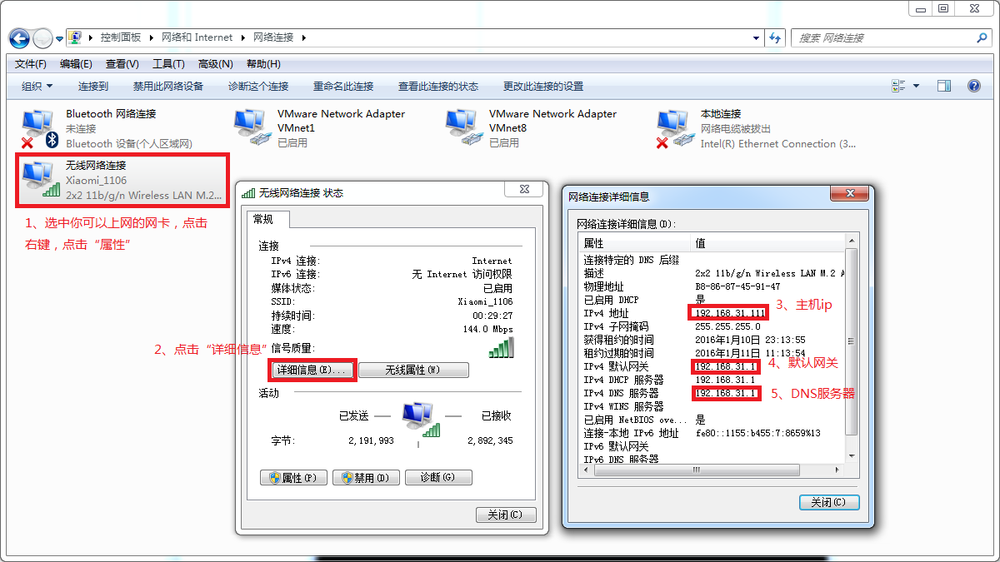 控制面板 网络和 Internet 网络连接
搜索 网络连接
文件(F) 编辑(E) 查看(V) 工具(T) 高级(N) 帮助(H)
组织 连接到 禁用此网络设备 诊断这个连接 重命名此连接 查看此连接的状态 更改此连接的设置
Bluetooth 网络连接
未连接
Bluetooth 设备(个人区域网)
VMware Network Adapter
VMnet1
已启用
VMware Network Adapter
VMnet8
已启用
本地连接
网络电缆被拔出
Intel(R) Ethernet Connection (3...
无线网络连接
Xiaomi_1106
2x2 11b/g/n Wireless LAN M.2...
1、选中你可以上网的网卡，点击
右键，点击“属性”
无线网络连接 状态
常规
连接
IPv4 连接: Internet
IPv6 连接: 无 Internet 访问权限
媒体状态: 已启用
SSID: Xiaomi_1106
持续时间: 00:29:27
速度: 144.0 Mbps
2、点击“详细信息”
信号质量:
详细信息(E)... 无线属性(W)
活动
已发送 已接收
字节: 2,191,993 2,892,345
属性(P) 禁用(D) 诊断(G)
关闭(C)
网络连接详细信息
网络连接详细信息(D):
属性 值
连接特定的 DNS 后缀
描述 2x2 11b/g/n Wireless LAN M.2 A
物理地址 B8-86-87-45-91-47
已启用 DHCP 是
IPv4 地址 192.168.31.111
3、主机ip
IPv4 子网掩码 255.255.255.0
获得租约的时间 2016年1月10日 23:13:55
租约过期的时间 2016年1月11日 11:13:54
IPv4 默认网关 192.168.31.1
4、默认网关
IPv4 DHCP 服务器 192.168.31.1
IPv4 DNS 服务器 192.168.31.1
5、DNS服务器
IPv4 WINS 服务器
已启用 NetBIOS ove... 是
连接-本地 IPv6 地址 fe80::1155:b455:7:8659%13
IPv6 默认网关
IPv6 DNS 服务器
关闭(C)